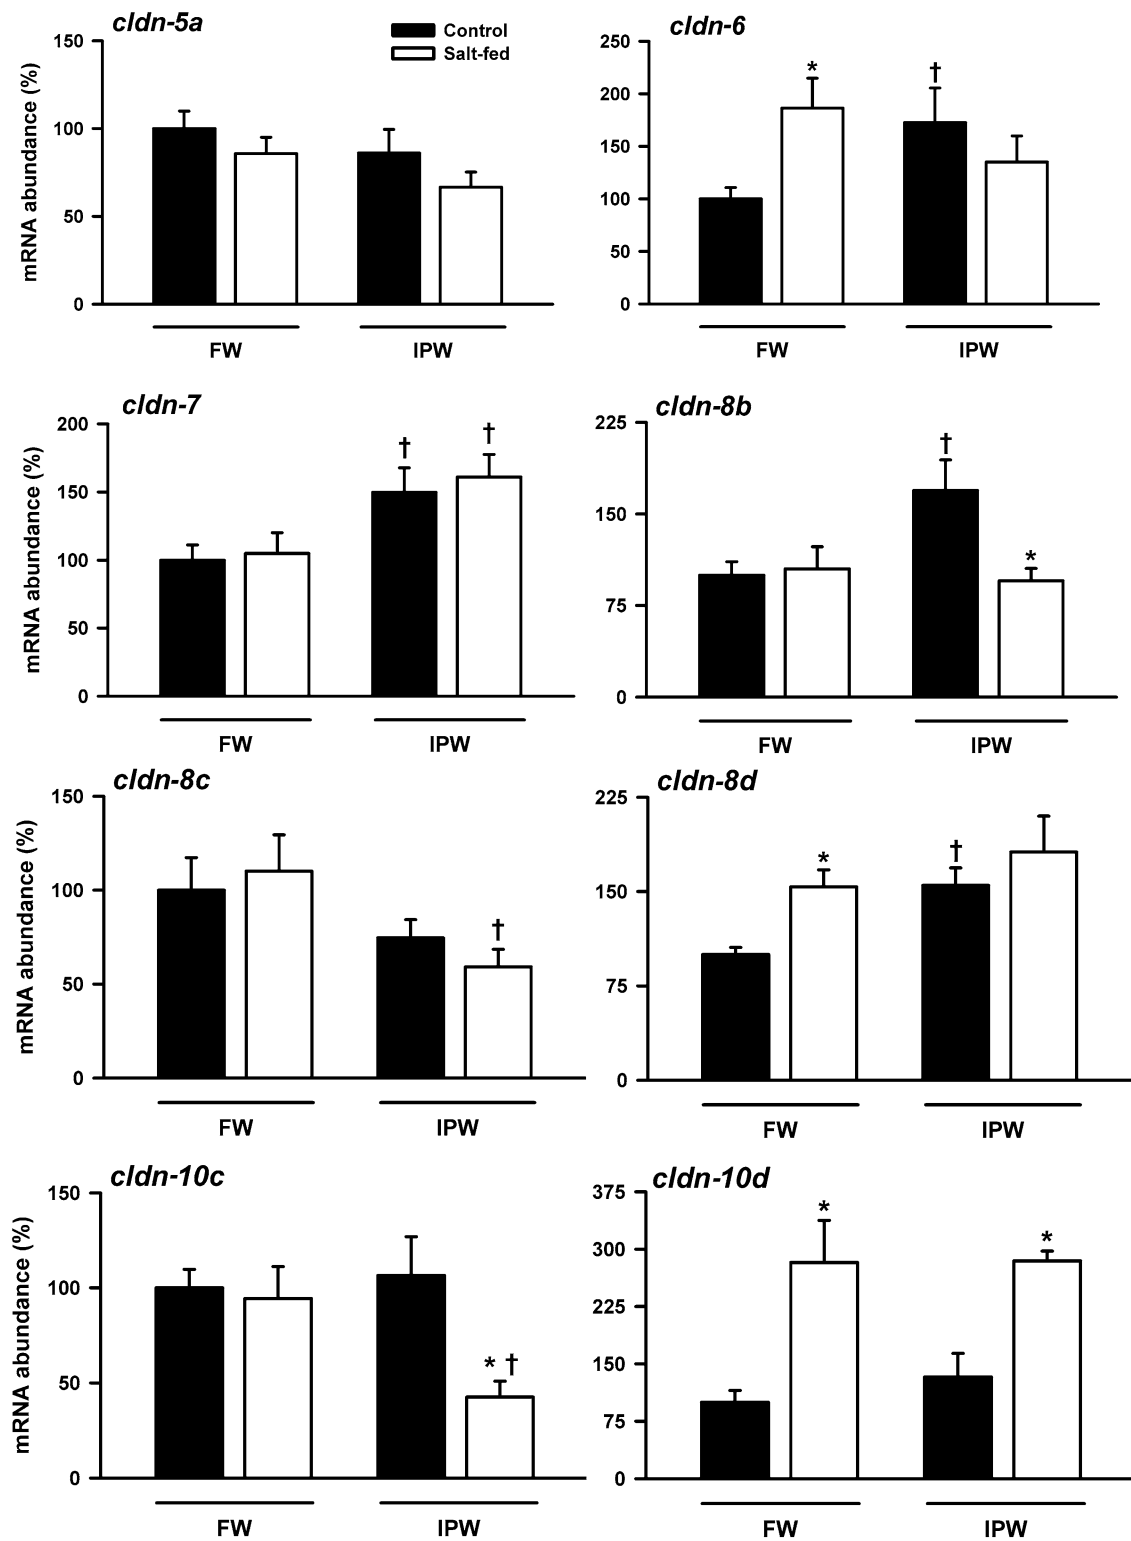 cldn-5a
Control
Salt-fed
mRNA abundance (%)
150
100
50
0
FW IPW
cldn-6
* †
250
200
150
100
50
0
FW IPW
cldn-7
mRNA abundance (%)
† †
200
150
100
50
0
FW IPW
cldn-8b
† *
225
150
75
0
FW IPW
cldn-8c
mRNA abundance (%)
†
150
100
50
0
FW IPW
cldn-8d
* †
225
150
75
0
FW IPW
cldn-10c
mRNA abundance (%)
* †
150
100
50
0
FW IPW
cldn-10d
* *
375
300
225
150
75
0
FW IPW